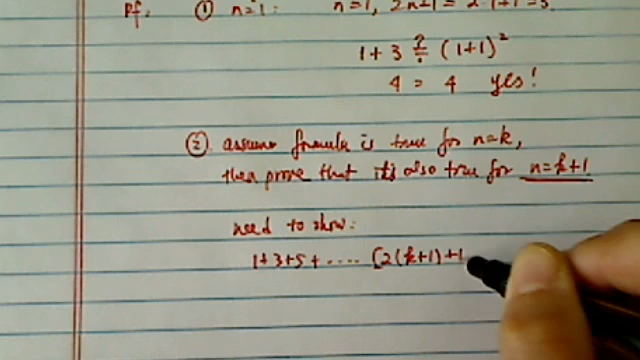 pf. ① n=1: n=1, 2n+1 = 2·1+1 = 3.
1 + 3 ≟ (1+1)²
4 = 4 yes!
② assume formula is true for n=k,
then prove that it's also true for n=k+1
need to show:
1+3+5+ .... [2(k+1)+1